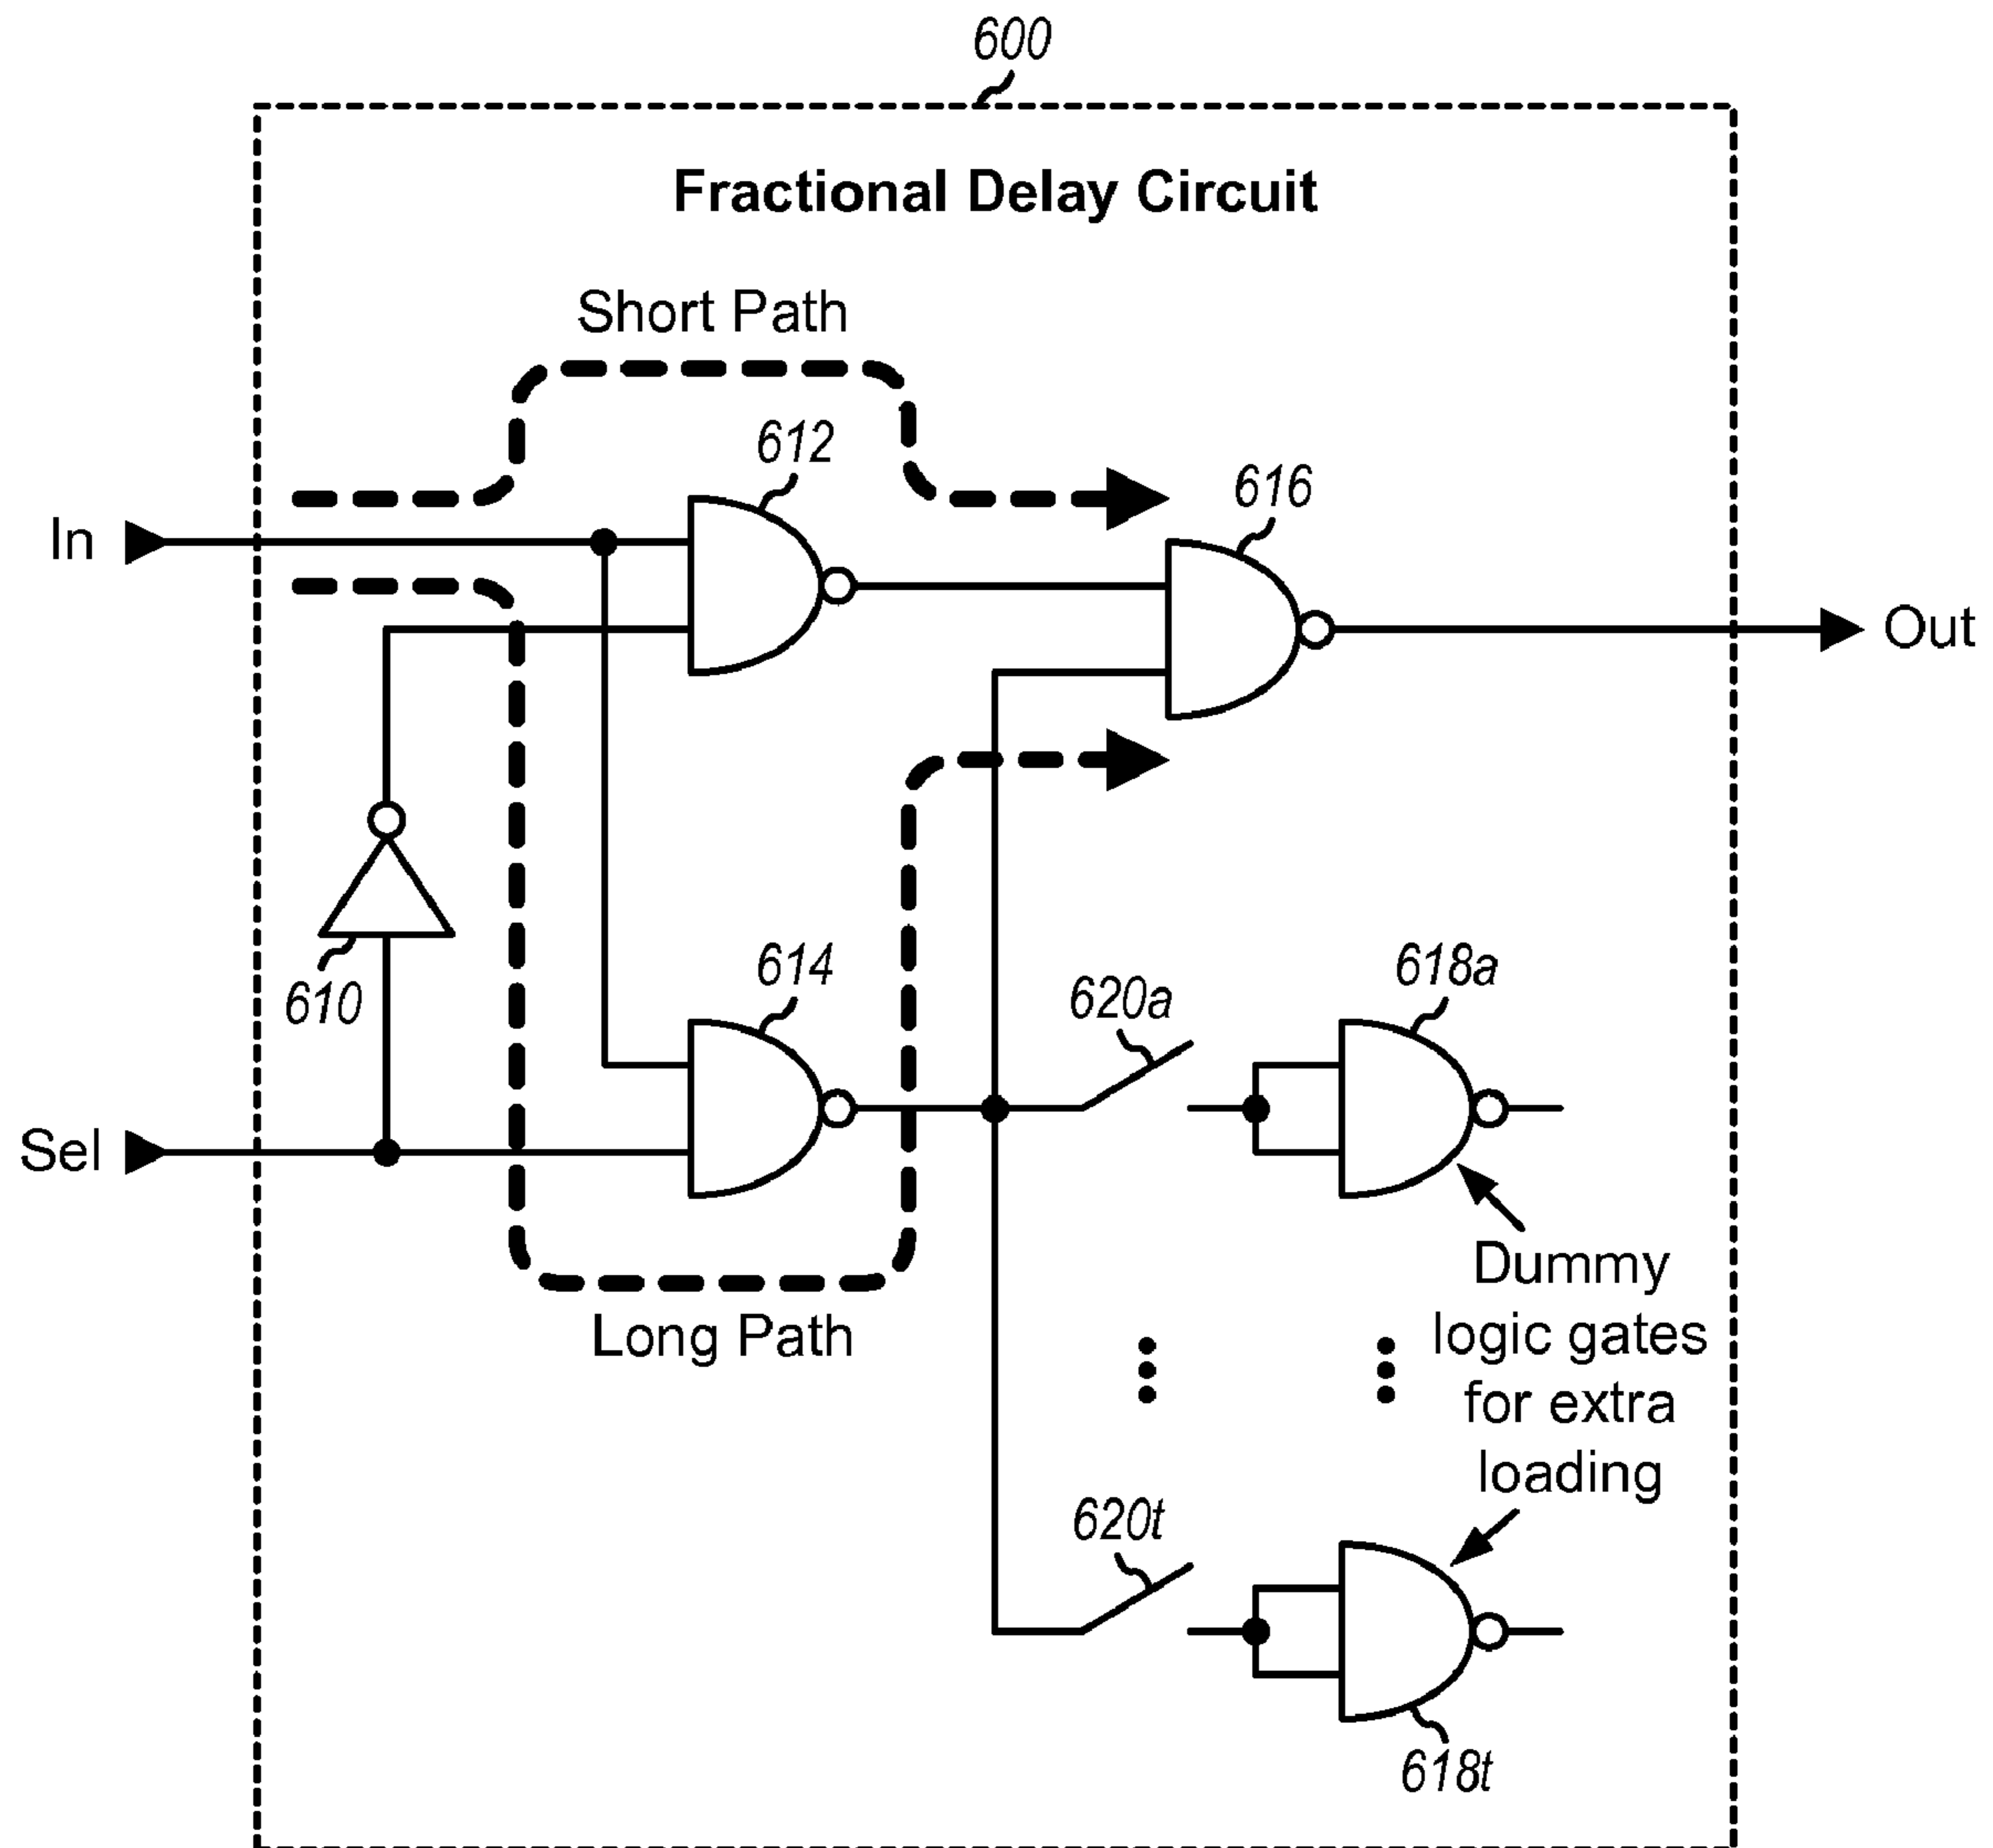 600
Fractional Delay Circuit
Short Path
612
616
In
Out
610
614
620a
618a
Sel
Dummy
logic gates
for extra
loading
Long Path
620t
618t